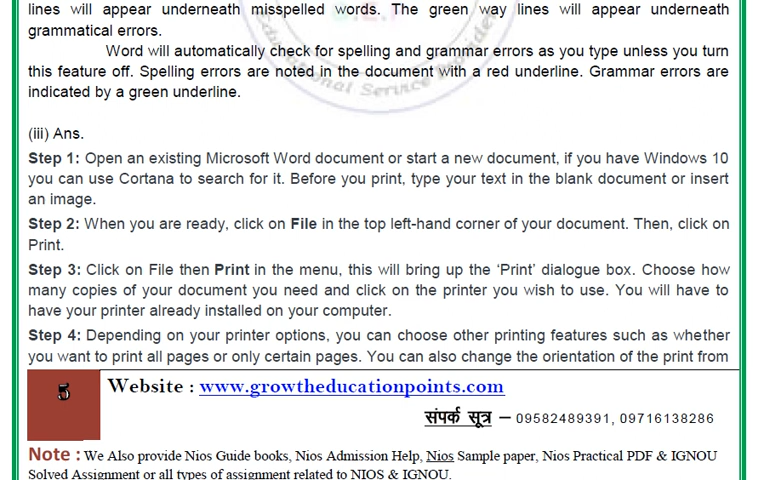 lines will appear underneath misspelled words. The green way lines will appear underneath
grammatical errors.
Word will automatically check for spelling and grammar errors as you type unless you turn
this feature off. Spelling errors are noted in the document with a red underline. Grammar errors are
indicated by a green underline.
(iii) Ans.
Step 1: Open an existing Microsoft Word document or start a new document, if you have Windows 10
you can use Cortana to search for it. Before you print, type your text in the blank document or insert
an image.
Step 2: When you are ready, click on File in the top left-hand corner of your document. Then, click on
Print.
Step 3: Click on File then Print in the menu, this will bring up the ‘Print’ dialogue box. Choose how
many copies of your document you need and click on the printer you wish to use. You will have to
have your printer already installed on your computer.
Step 4: Depending on your printer options, you can choose other printing features such as whether
you want to print all pages or only certain pages. You can also change the orientation of the print from
5
Website : www.growtheducationpoints.com
संपर्क सूत्र – 09582489391, 09716138286
Note : We Also provide Nios Guide books, Nios Admission Help, Nios Sample paper, Nios Practical PDF & IGNOU
Solved Assignment or all types of assignment related to NIOS & IGNOU.
Educational Service Provider